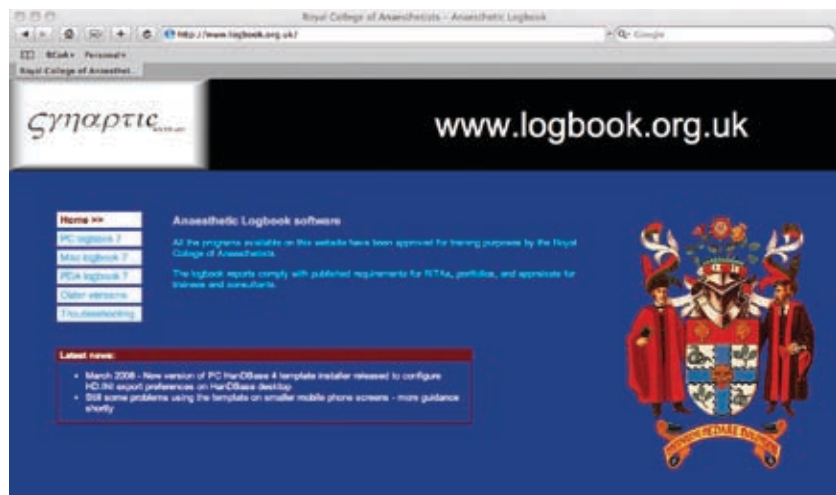 Royal College of Anaesthetists – Anaesthetic Logbook
http://www.logbook.org.uk/
Google
Personal
Royal College of Anaesthet...
ςγηαρτις
www.logbook.org.uk
Home >>
PC logbook 7
Mac logbook 7
PDA logbook 7
Older versions
Troubleshooting
Anaesthetic Logbook software
All the programs available on this website have been approved for training purposes by the Royal
College of Anaesthetists.
The logbook reports comply with published requirements for RITAs, portfolios, and appraisals for
trainees and consultants.
Latest news:
March 2008 - New version of PC HanDBase 4 template installer released to configure
HD.INI export preferences on HanDBase desktop
Still some problems using the template on smaller mobile phone screens - more guidance
shortly
DIVINUM SEDARE DOLOREM